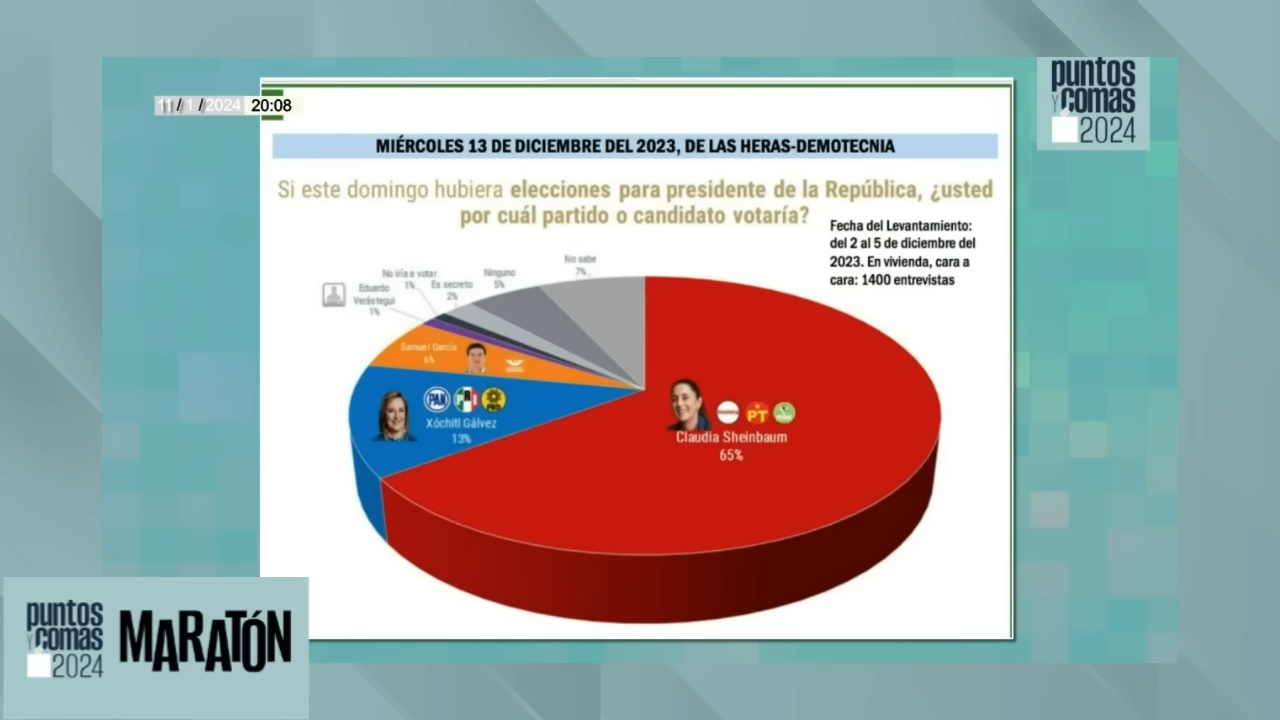 puntos
y comas
2024
11/1/2024 20:08
MIÉRCOLES 13 DE DICIEMBRE DEL 2023, DE LAS HERAS-DEMOTECNIA
Si este domingo hubiera elecciones para presidente de la República, ¿usted
por cuál partido o candidato votaría?
Fecha del Levantamiento:
del 2 al 5 de diciembre del
2023. En vivienda, cara a
cara: 1400 entrevistas
No sabe
7%
Ninguno
5%
No iría a votar
1%
Es secreto
2%
Eduardo
Verástegui
1%
Samuel García
6%
PAN PRI PRD
Xóchitl Gálvez
13%
morena PT
Claudia Sheinbaum
65%
puntos
y comas
2024
MARATÓN